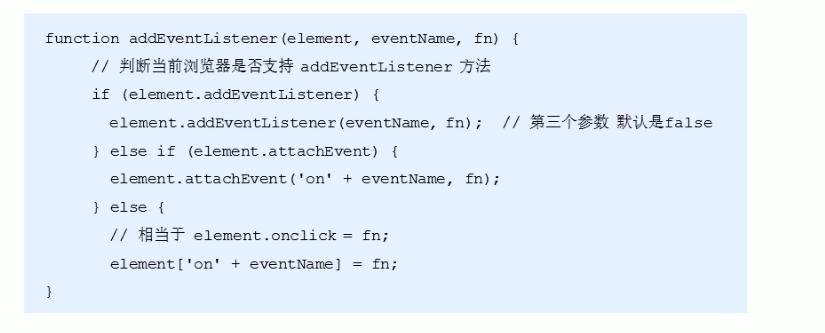 function addEventListener(element, eventName, fn) {
// 判断当前浏览器是否支持 addEventListener 方法
if (element.addEventListener) {
element.addEventListener(eventName, fn);  // 第三个参数 默认是false
} else if (element.attachEvent) {
element.attachEvent('on' + eventName, fn);
} else {
// 相当于 element.onclick = fn;
element['on' + eventName] = fn;
}